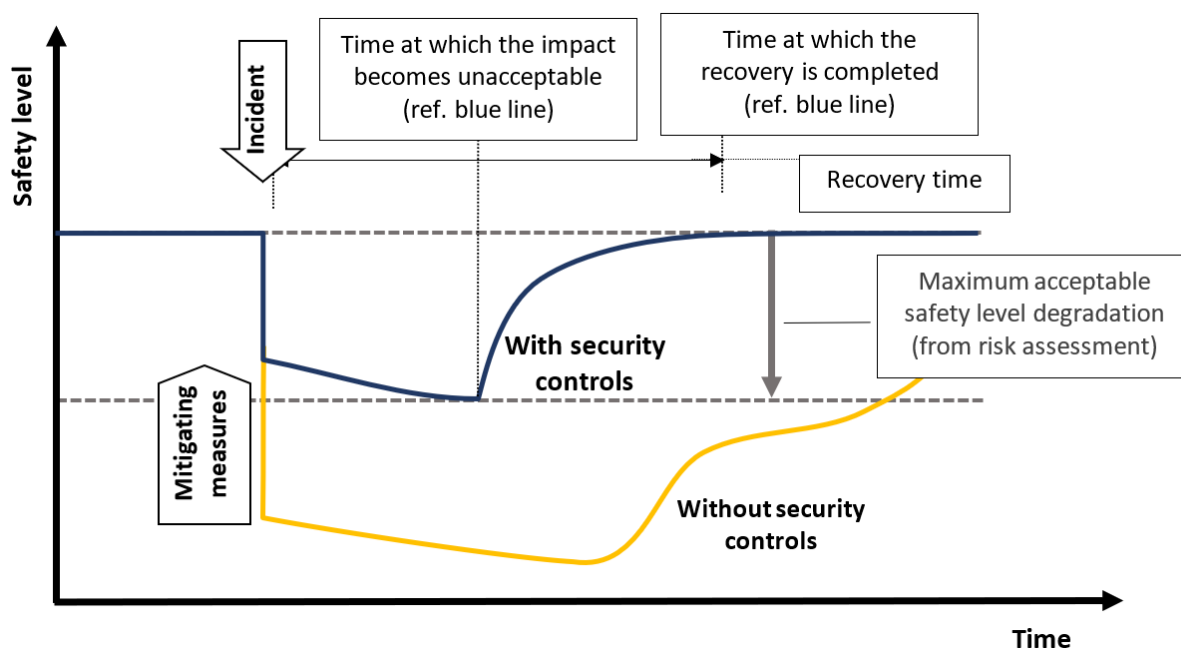 Safety level
Incident
Time at which the impact
becomes unacceptable
(ref. blue line)
Time at which the
recovery is completed
(ref. blue line)
Recovery time
Maximum acceptable
safety level degradation
(from risk assessment)
With security
controls
Mitigating
measures
Without security
controls
Time